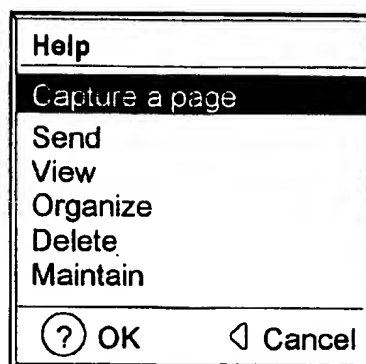 Help
Capture a page
Send
View
Organize
Delete
Maintain
? OK Cancel